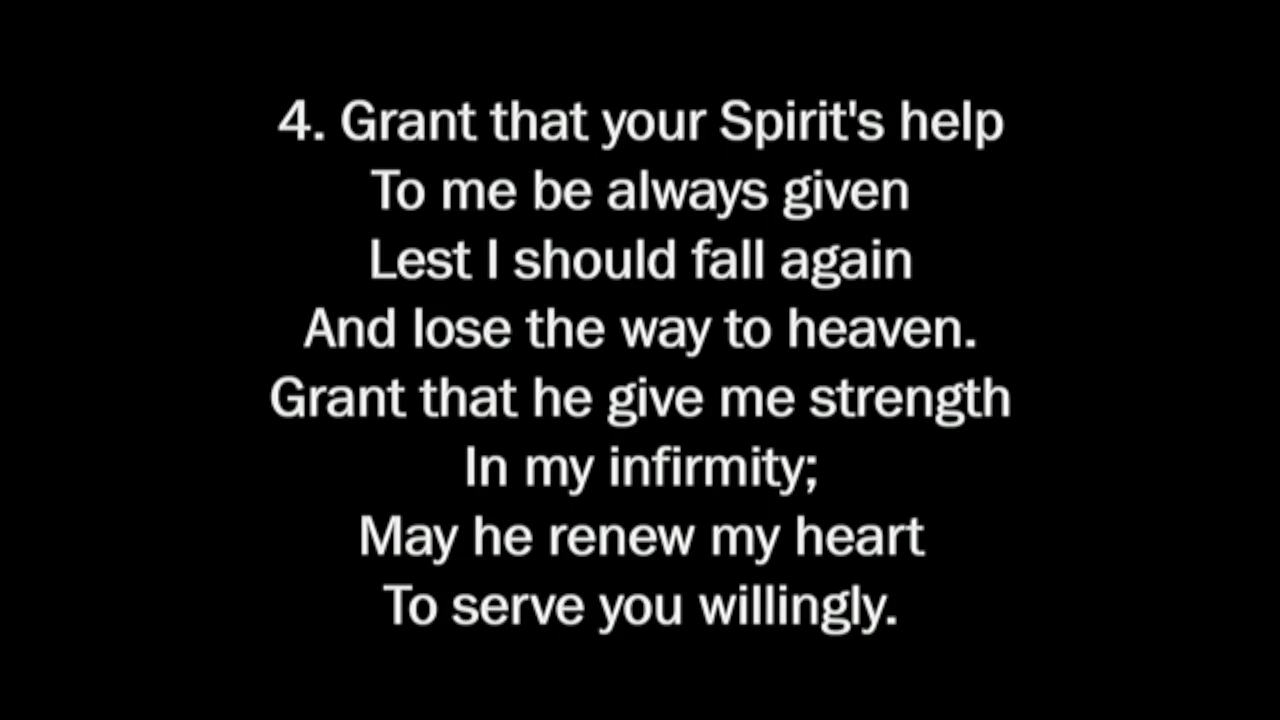 4. Grant that your Spirit's help
To me be always given
Lest I should fall again
And lose the way to heaven.
Grant that he give me strength
In my infirmity;
May he renew my heart
To serve you willingly.